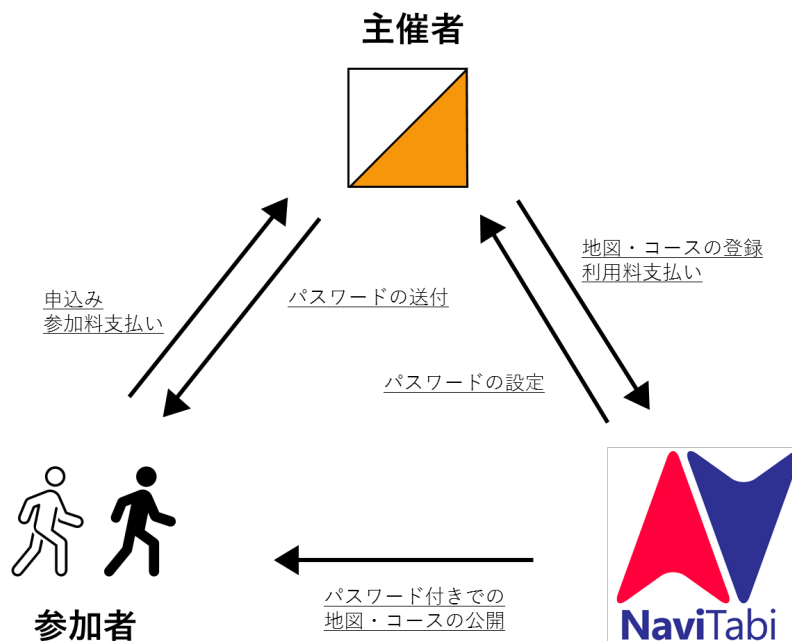 主催者
地図・コースの登録
利用料支払い
申込み
参加料支払い
パスワードの送付
パスワードの設定
パスワード付きでの
地図・コースの公開
参加者
NaviTabi